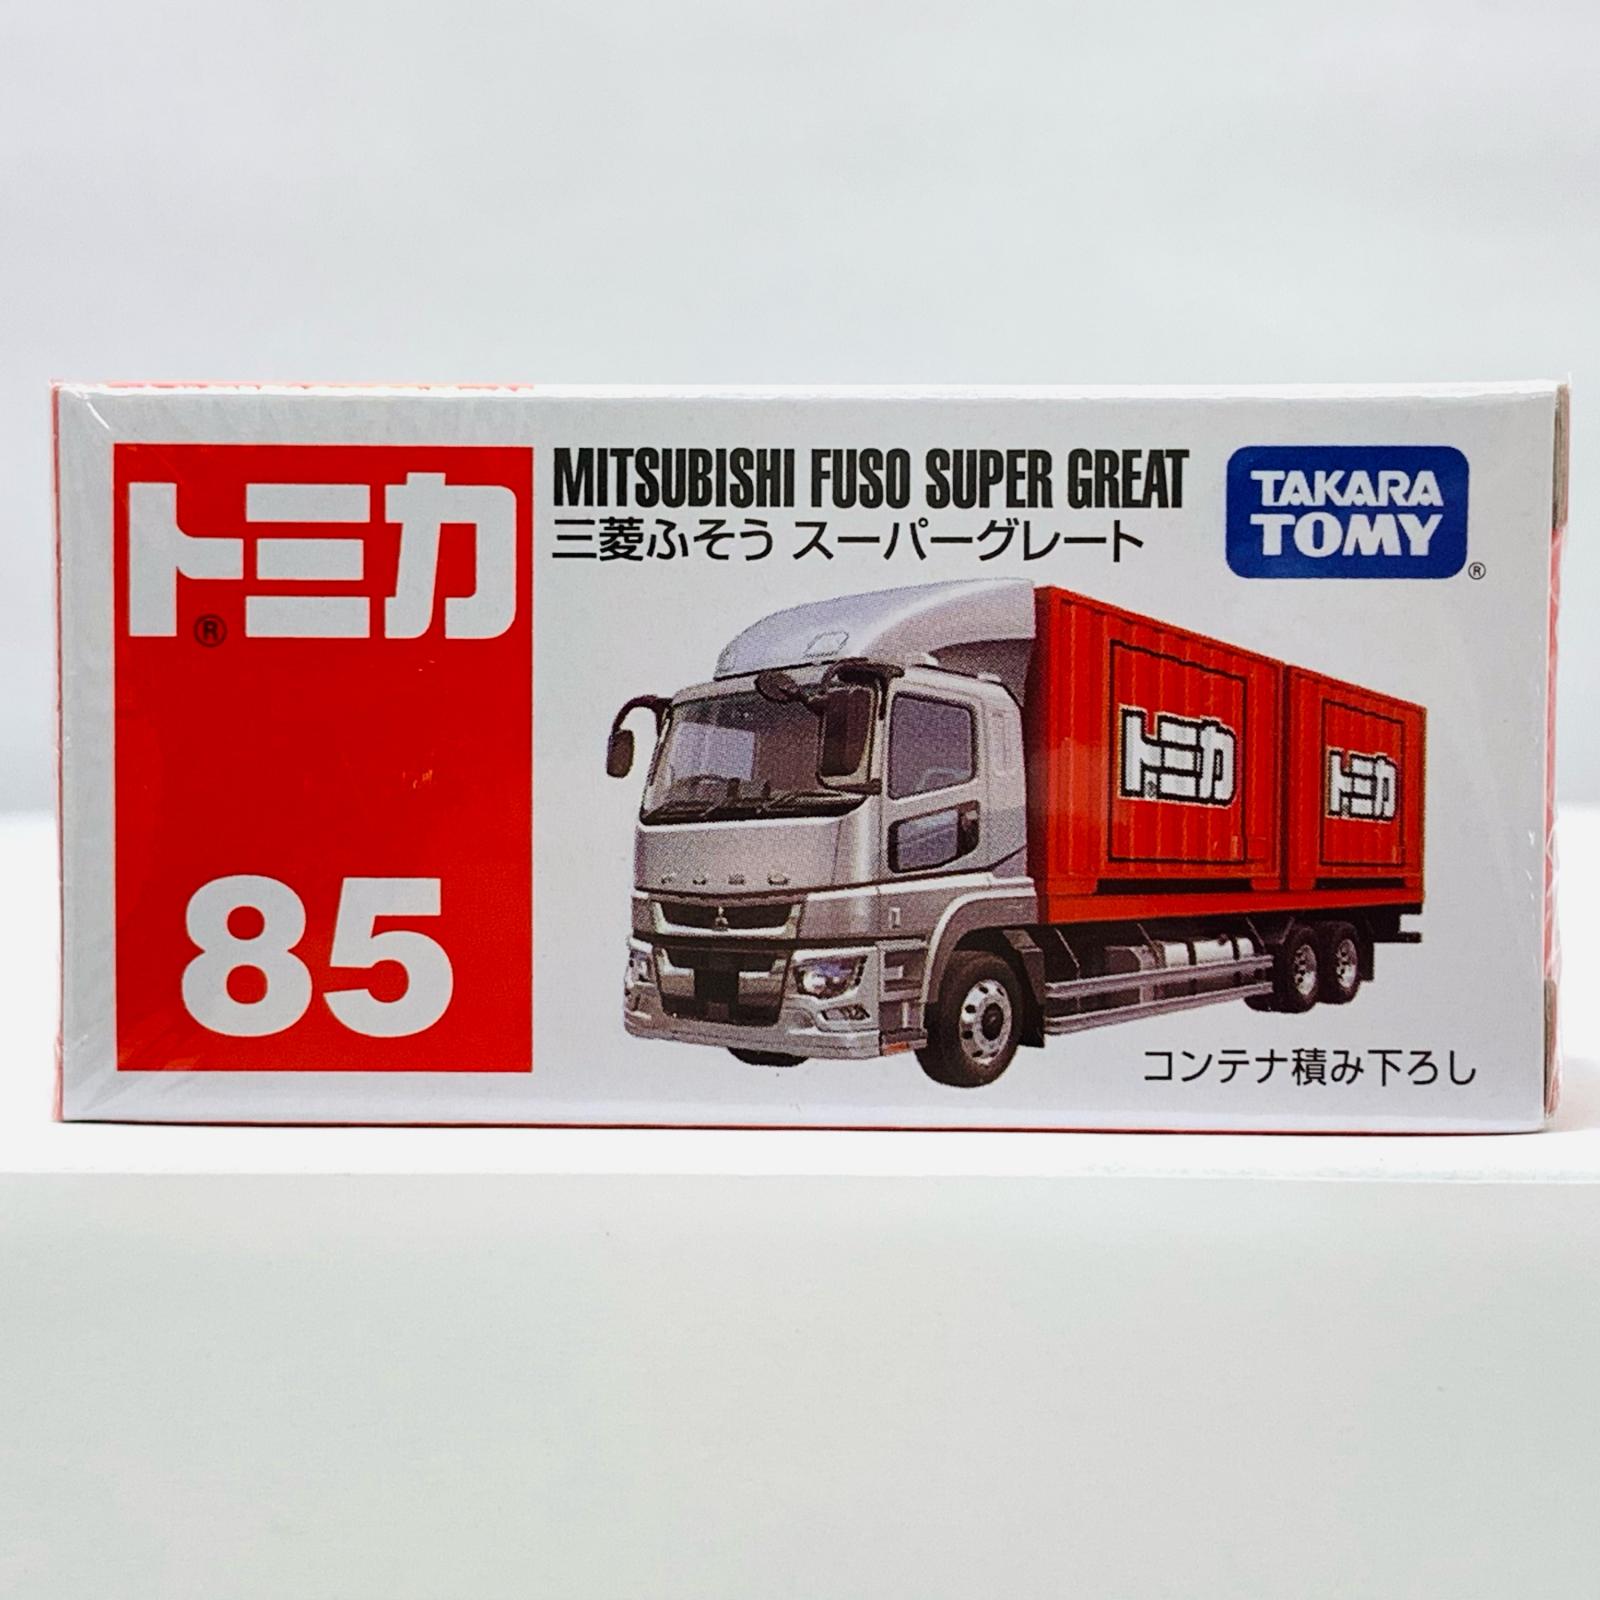 トミカ
®
85
MITSUBISHI FUSO SUPER GREAT
三菱ふそう スーパーグレート
TAKARA
TOMY
®
FUSO
トミカ
トミカ
コンテナ積み下ろし